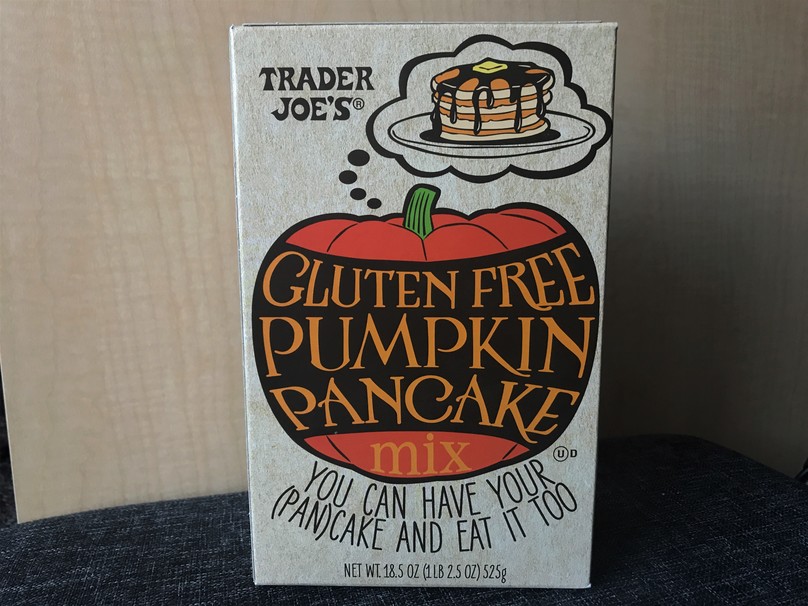 TRADER
JOE'S®
GLUTEN FREE
PUMPKIN
PANCAKE
mix
UD
YOU CAN HAVE YOUR
(PAN)CAKE AND EAT IT TOO
NET WT. 18.5 OZ (1 LB 2.5 OZ) 525g